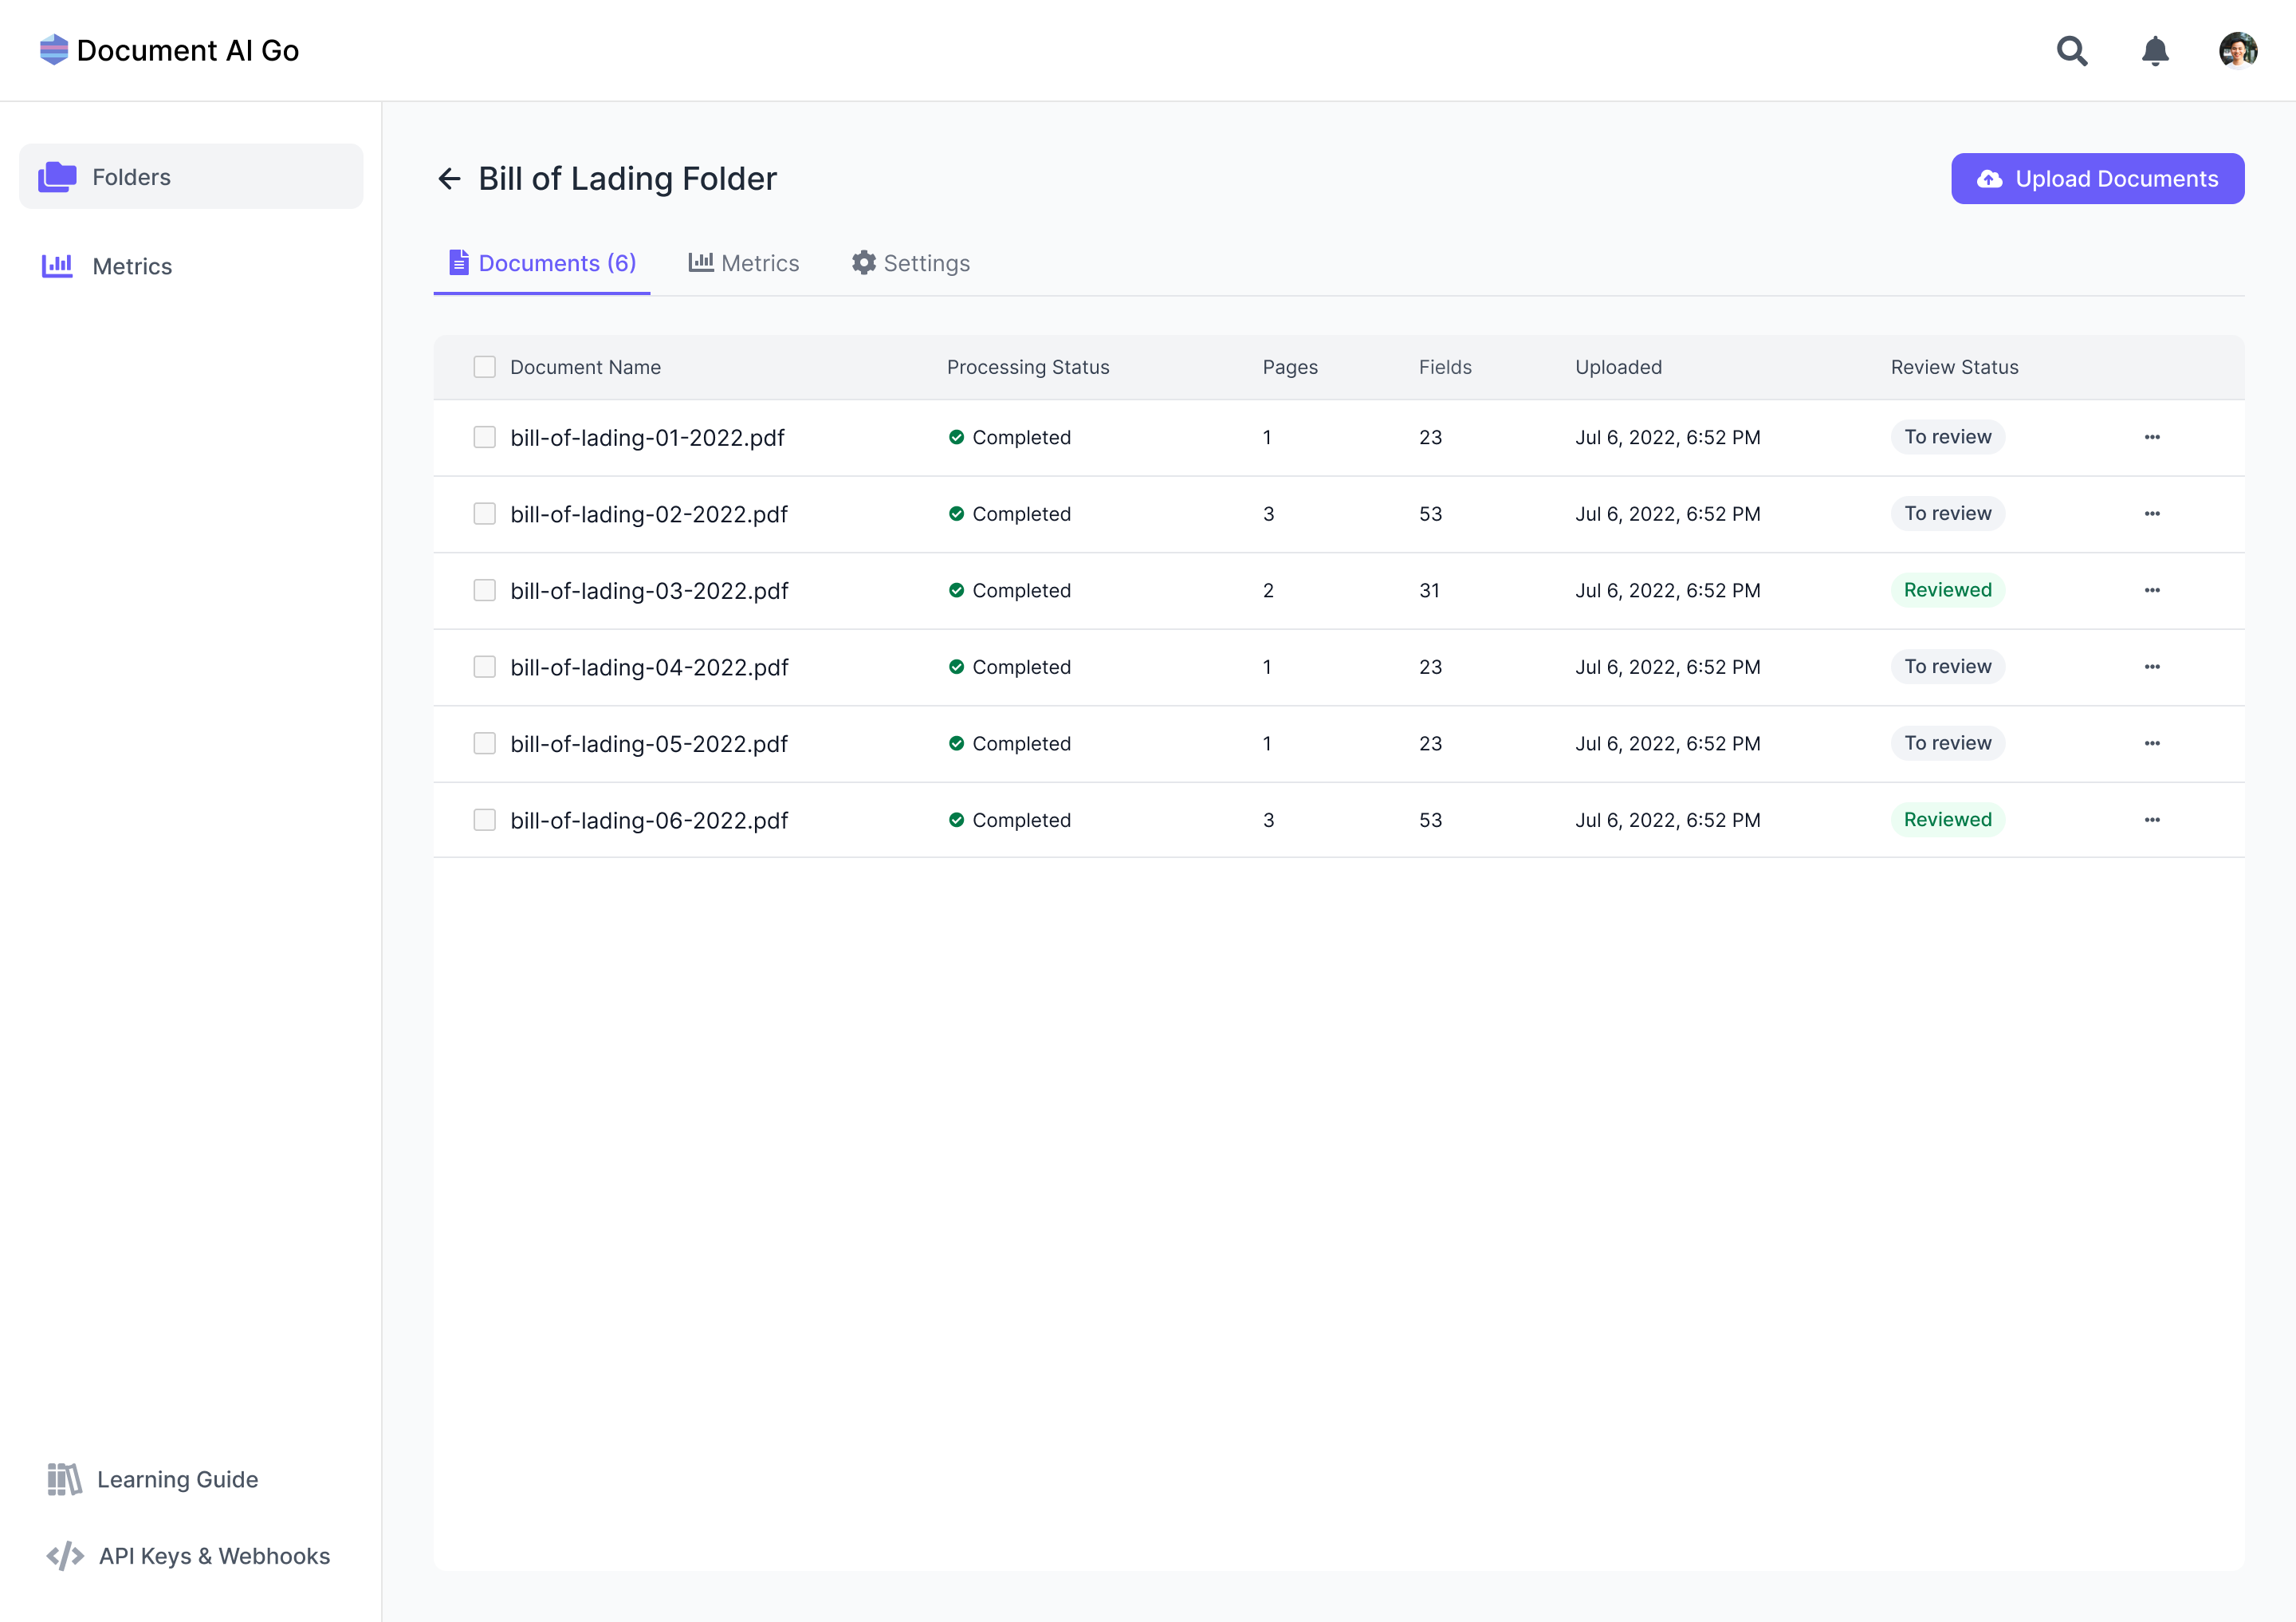 Document AI Go
Folders
Metrics
Learning Guide
API Keys & Webhooks
Bill of Lading Folder
Upload Documents
Documents (6) Metrics Settings
Document Name Processing Status Pages Fields Uploaded Review Status
bill-of-lading-01-2022.pdf Completed 1 23 Jul 6, 2022, 6:52 PM To review
bill-of-lading-02-2022.pdf Completed 3 53 Jul 6, 2022, 6:52 PM To review
bill-of-lading-03-2022.pdf Completed 2 31 Jul 6, 2022, 6:52 PM Reviewed
bill-of-lading-04-2022.pdf Completed 1 23 Jul 6, 2022, 6:52 PM To review
bill-of-lading-05-2022.pdf Completed 1 23 Jul 6, 2022, 6:52 PM To review
bill-of-lading-06-2022.pdf Completed 3 53 Jul 6, 2022, 6:52 PM Reviewed